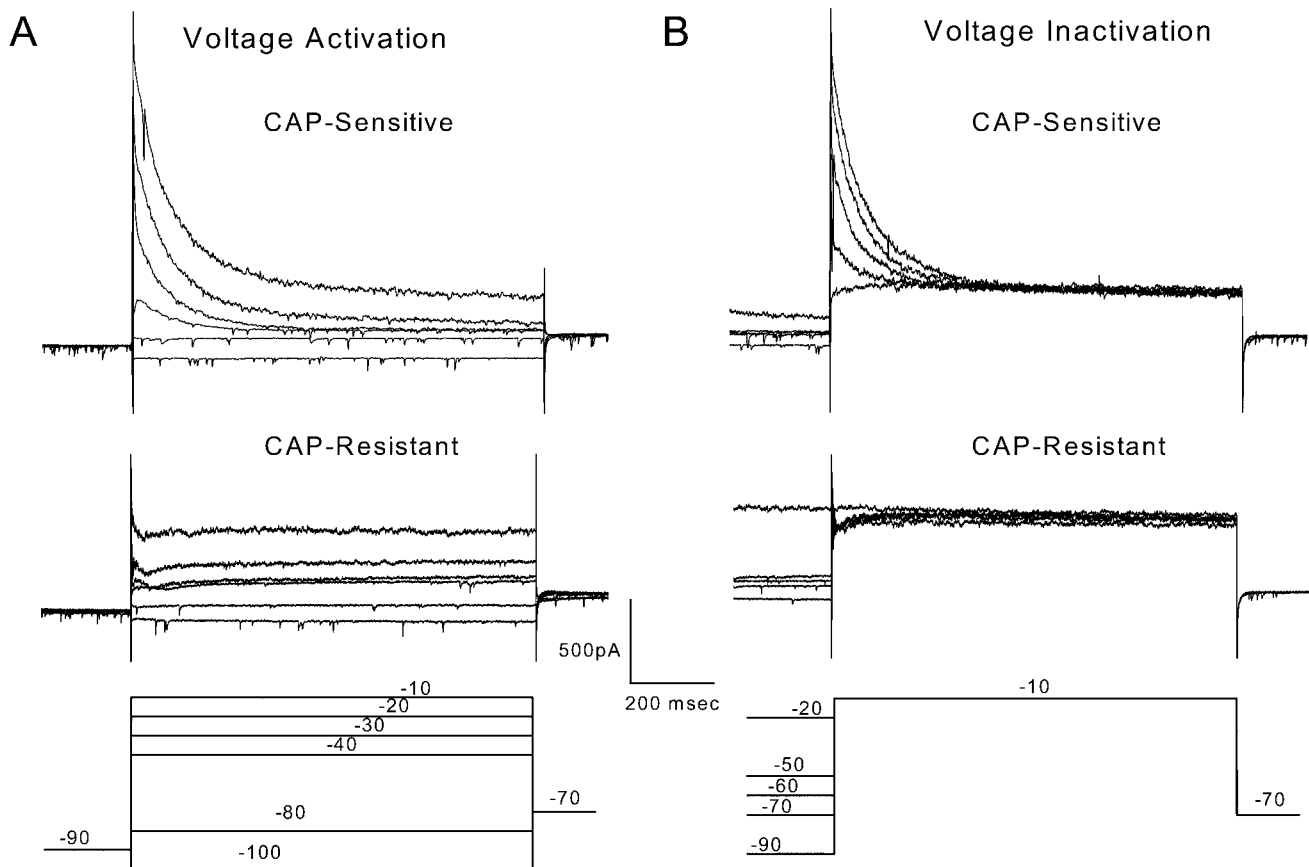 A
Voltage Activation
CAP-Sensitive
CAP-Resistant
500pA
200 msec
-10
-20
-30
-40
-80
-100
-90
-70
B
Voltage Inactivation
CAP-Sensitive
CAP-Resistant
-10
-20
-50
-60
-70
-90
-70